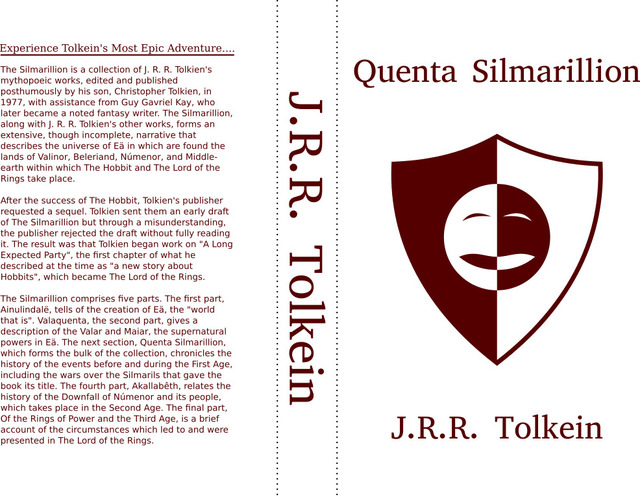 Experience Tolkein's Most Epic Adventure....
The Silmarillion is a collection of J. R. R. Tolkien's
mythopoeic works, edited and published
posthumously by his son, Christopher Tolkien, in
1977, with assistance from Guy Gavriel Kay, who
later became a noted fantasy writer. The Silmarillion,
along with J. R. R. Tolkien's other works, forms an
extensive, though incomplete, narrative that
describes the universe of Eä in which are found the
lands of Valinor, Beleriand, Númenor, and Middle-
earth within which The Hobbit and The Lord of the
Rings take place.
After the success of The Hobbit, Tolkien's publisher
requested a sequel. Tolkien sent them an early draft
of The Silmarillion but through a misunderstanding,
the publisher rejected the draft without fully reading
it. The result was that Tolkien began work on "A Long
Expected Party", the first chapter of what he
described at the time as "a new story about
Hobbits", which became The Lord of the Rings.
The Silmarillion comprises five parts. The first part,
Ainulindalë, tells of the creation of Eä, the "world
that is". Valaquenta, the second part, gives a
description of the Valar and Maiar, the supernatural
powers in Eä. The next section, Quenta Silmarillion,
which forms the bulk of the collection, chronicles the
history of the events before and during the First Age,
including the wars over the Silmarils that gave the
book its title. The fourth part, Akallabêth, relates the
history of the Downfall of Númenor and its people,
which takes place in the Second Age. The final part,
Of the Rings of Power and the Third Age, is a brief
account of the circumstances which led to and were
presented in The Lord of the Rings.
J.R.R. Tolkein
Quenta Silmarillion
J.R.R. Tolkein